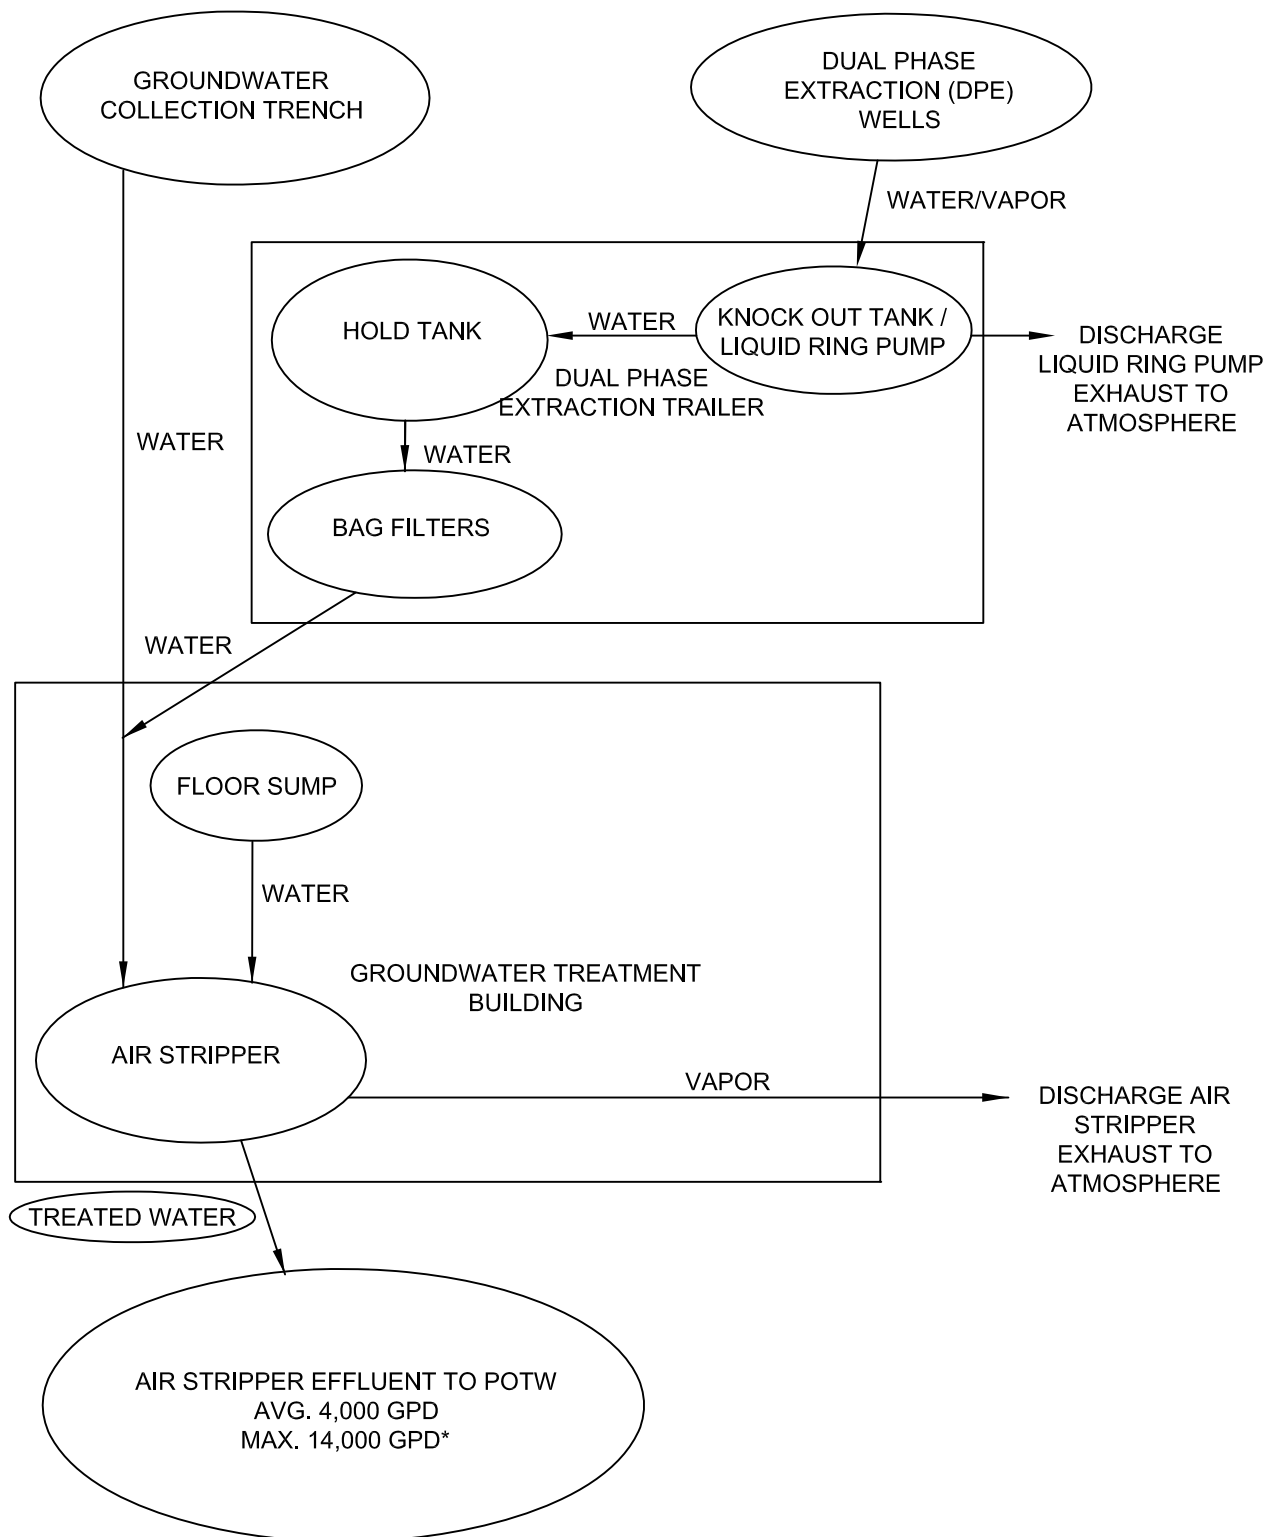 GROUNDWATER
COLLECTION TRENCH
DUAL PHASE
EXTRACTION (DPE)
WELLS
WATER/VAPOR
HOLD TANK
WATER
KNOCK OUT TANK /
LIQUID RING PUMP
DISCHARGE
LIQUID RING PUMP
EXHAUST TO
ATMOSPHERE
DUAL PHASE
EXTRACTION TRAILER
WATER
WATER
BAG FILTERS
WATER
FLOOR SUMP
WATER
GROUNDWATER TREATMENT
BUILDING
AIR STRIPPER
VAPOR
DISCHARGE AIR
STRIPPER
EXHAUST TO
ATMOSPHERE
TREATED WATER
AIR STRIPPER EFFLUENT TO POTW
AVG. 4,000 GPD
MAX. 14,000 GPD*